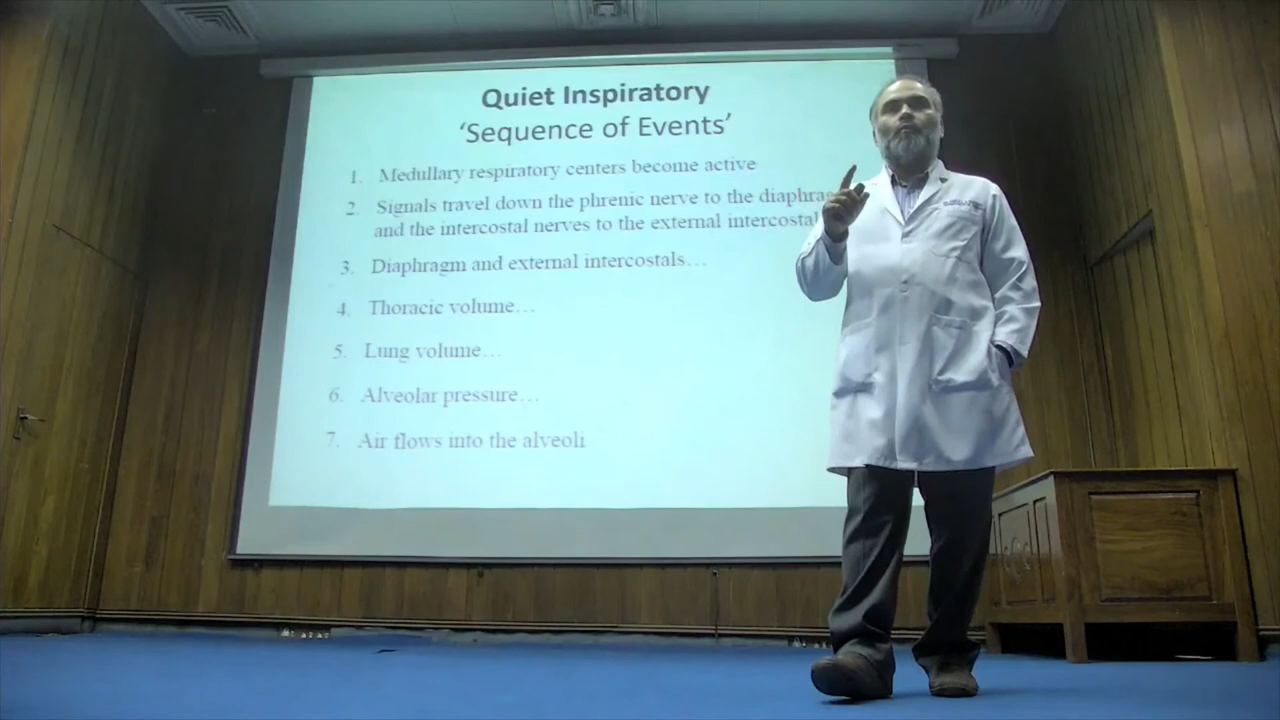 Quiet Inspiratory
‘Sequence of Events’
1. Medullary respiratory centers become active
2. Signals travel down the phrenic nerve to the
and the intercostal nerves to the external
3. Diaphragm and external intercostals…
4. Thoracic volume…
5. Lung volume…
6. Alveolar pressure…
7. Air flows into the alveoli